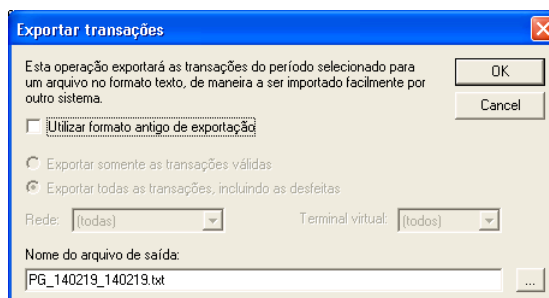 Exportar transações
Esta operação exportará as transações do período selecionado para
um arquivo no formato texto, de maneira a ser importado facilmente por
outro sistema.
OK
Cancel
Utilizar formato antigo de exportação
Exportar somente as transações válidas
Exportar todas as transações, incluindo as desfeitas
Rede: (todas) Terminal virtual: (todos)
Nome do arquivo de saída:
PG_140219_140219.txt ...